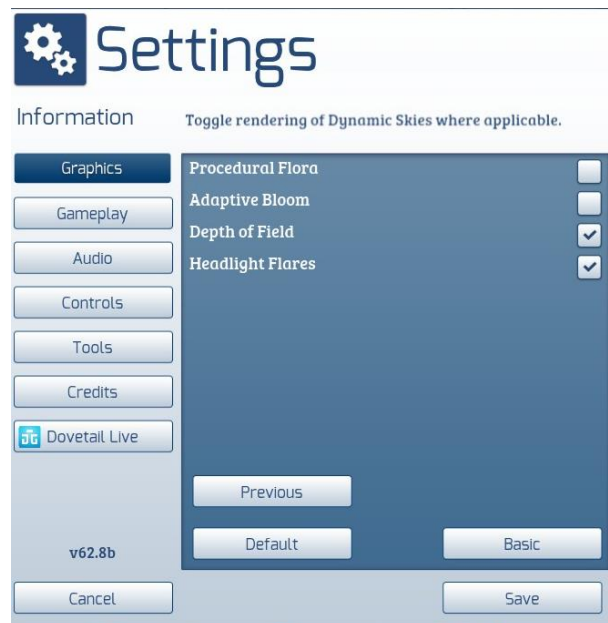 Settings
Information
Toggle rendering of Dynamic Skies where applicable.
Graphics
Gameplay
Audio
Controls
Tools
Credits
Dovetail Live
v62.8b
Cancel
Procedural Flora
Adaptive Bloom
Depth of Field
Headlight Flares
Previous
Default
Basic
Save